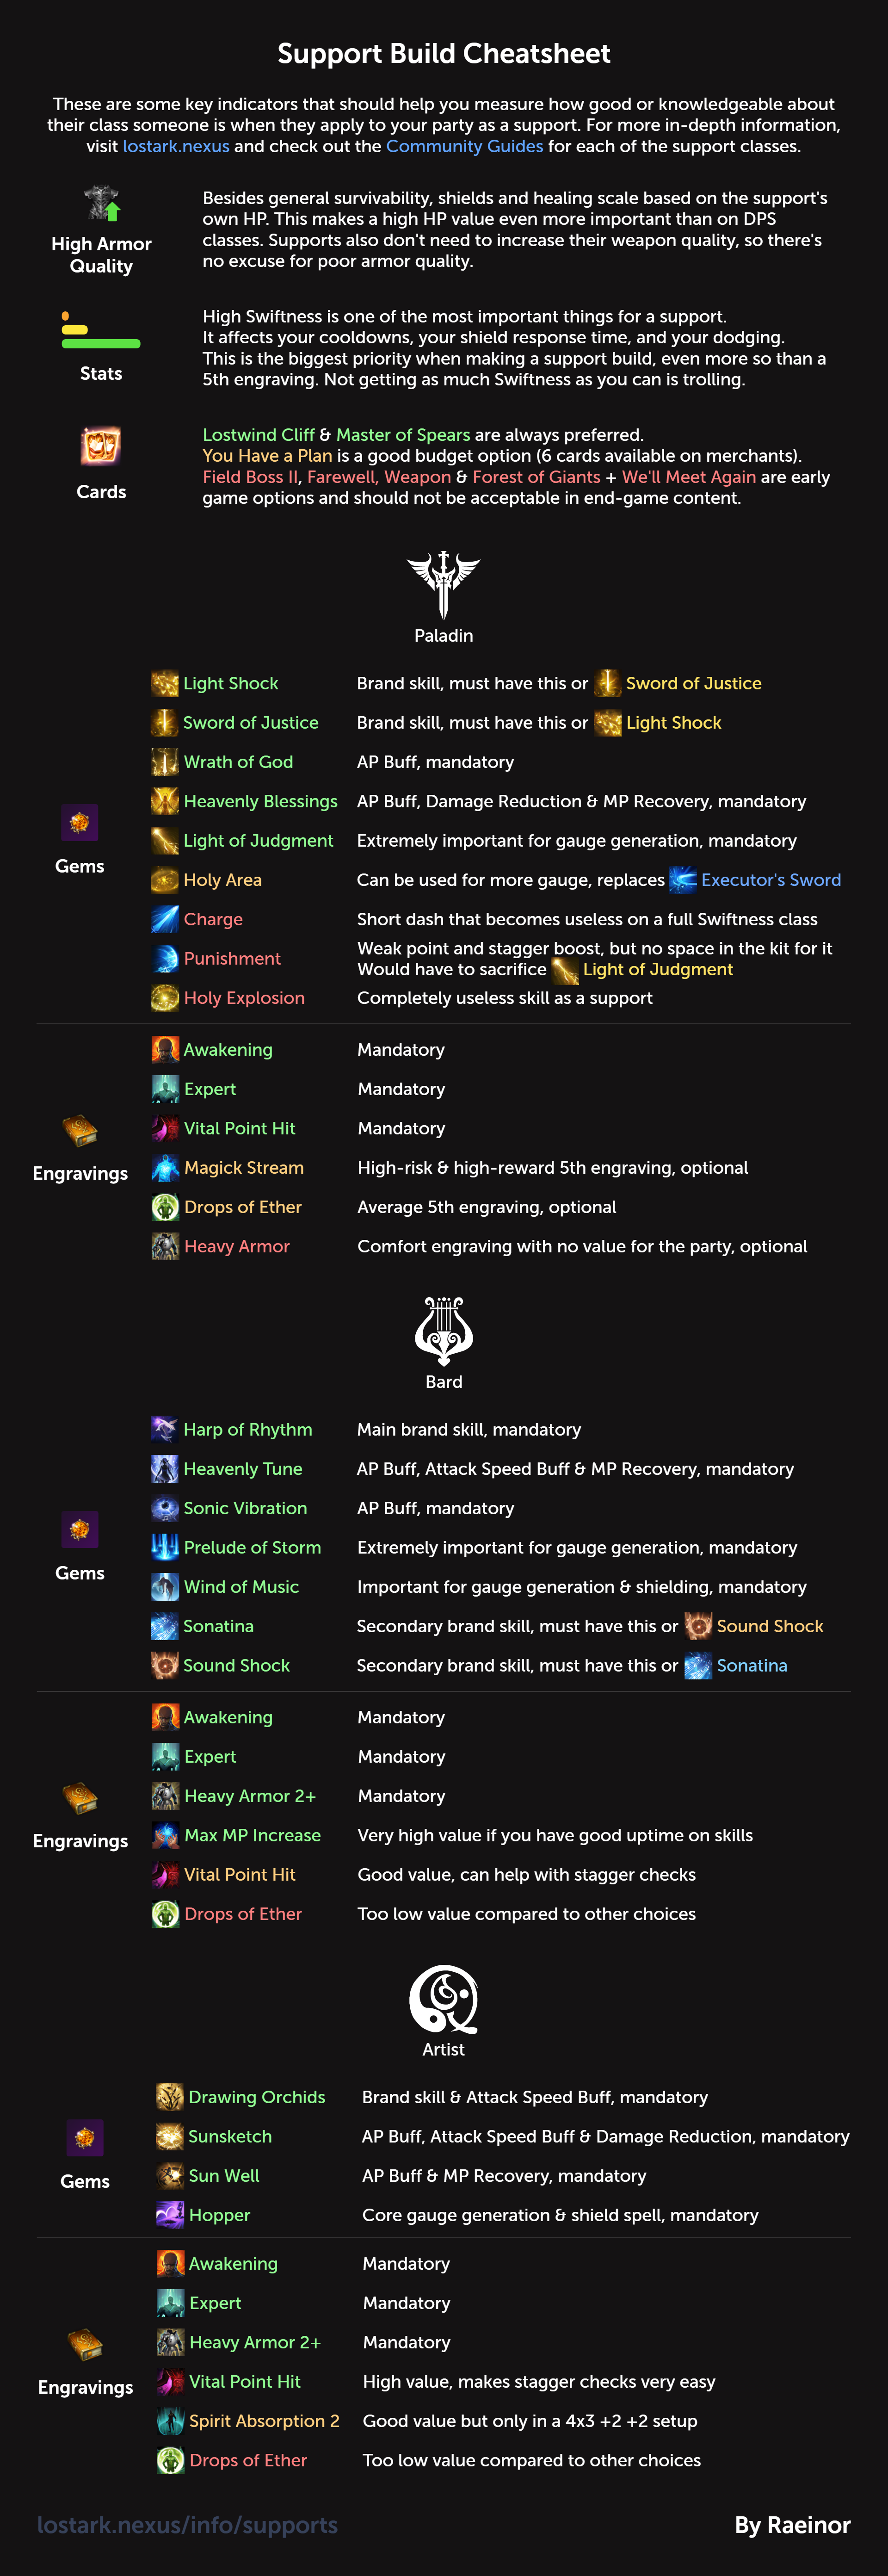 Support Build Cheatsheet
These are some key indicators that should help you measure how good or knowledgeable about
their class someone is when they apply to your party as a support. For more in-depth information,
visit lostark.nexus and check out the Community Guides for each of the support classes.
High Armor
Quality
Besides general survivability, shields and healing scale based on the support's
own HP. This makes a high HP value even more important than on DPS
classes. Supports also don't need to increase their weapon quality, so there's
no excuse for poor armor quality.
Stats
High Swiftness is one of the most important things for a support.
It affects your cooldowns, your shield response time, and your dodging.
This is the biggest priority when making a support build, even more so than a
5th engraving. Not getting as much Swiftness as you can is trolling.
Cards
Lostwind Cliff & Master of Spears are always preferred.
You Have a Plan is a good budget option (6 cards available on merchants).
Field Boss II, Farewell, Weapon & Forest of Giants + We'll Meet Again are early
game options and should not be acceptable in end-game content.
Paladin
Gems
Light Shock Brand skill, must have this or Sword of Justice
Sword of Justice Brand skill, must have this or Light Shock
Wrath of God AP Buff, mandatory
Heavenly Blessings AP Buff, Damage Reduction & MP Recovery, mandatory
Light of Judgment Extremely important for gauge generation, mandatory
Holy Area Can be used for more gauge, replaces Executor's Sword
Charge Short dash that becomes useless on a full Swiftness class
Punishment Weak point and stagger boost, but no space in the kit for it
Would have to sacrifice Light of Judgment
Holy Explosion Completely useless skill as a support
Engravings
Awakening Mandatory
Expert Mandatory
Vital Point Hit Mandatory
Magick Stream High-risk & high-reward 5th engraving, optional
Drops of Ether Average 5th engraving, optional
Heavy Armor Comfort engraving with no value for the party, optional
Bard
Gems
Harp of Rhythm Main brand skill, mandatory
Heavenly Tune AP Buff, Attack Speed Buff & MP Recovery, mandatory
Sonic Vibration AP Buff, mandatory
Prelude of Storm Extremely important for gauge generation, mandatory
Wind of Music Important for gauge generation & shielding, mandatory
Sonatina Secondary brand skill, must have this or Sound Shock
Sound Shock Secondary brand skill, must have this or Sonatina
Engravings
Awakening Mandatory
Expert Mandatory
Heavy Armor 2+ Mandatory
Max MP Increase Very high value if you have good uptime on skills
Vital Point Hit Good value, can help with stagger checks
Drops of Ether Too low value compared to other choices
Artist
Gems
Drawing Orchids Brand skill & Attack Speed Buff, mandatory
Sunsketch AP Buff, Attack Speed Buff & Damage Reduction, mandatory
Sun Well AP Buff & MP Recovery, mandatory
Hopper Core gauge generation & shield spell, mandatory
Engravings
Awakening Mandatory
Expert Mandatory
Heavy Armor 2+ Mandatory
Vital Point Hit High value, makes stagger checks very easy
Spirit Absorption 2 Good value but only in a 4x3 +2 +2 setup
Drops of Ether Too low value compared to other choices
lostark.nexus/info/supports
By Raeinor